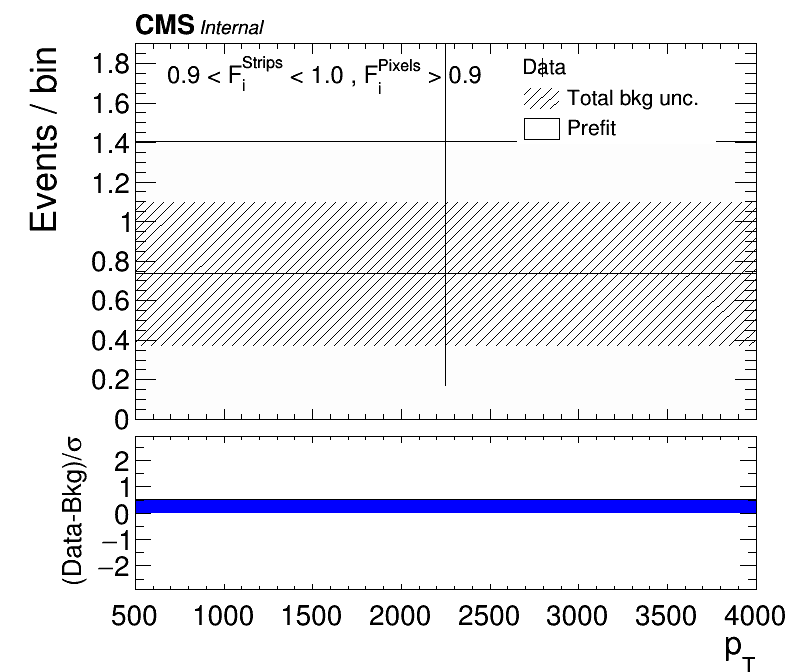 CMS Internal
0.9 < F_i^Strips < 1.0 , F_i^Pixels > 0.9
Data
Total bkg unc.
Prefit
Events / bin
1.8
1.6
1.4
1.2
1
0.8
0.6
0.4
0.2
0
(Data-Bkg)/σ
2
1
0
−1
−2
500 1000 1500 2000 2500 3000 3500 4000
p_T